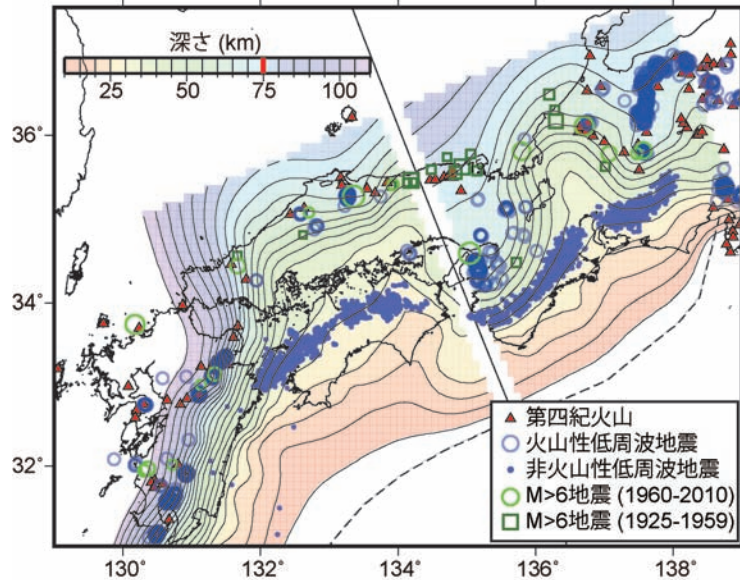 深さ (km)
25 50 75 100
36°
34°
32°
130° 132° 134° 136° 138°
第四紀火山
火山性低周波地震
非火山性低周波地震
M>6地震 (1960-2010)
M>6地震 (1925-1959)